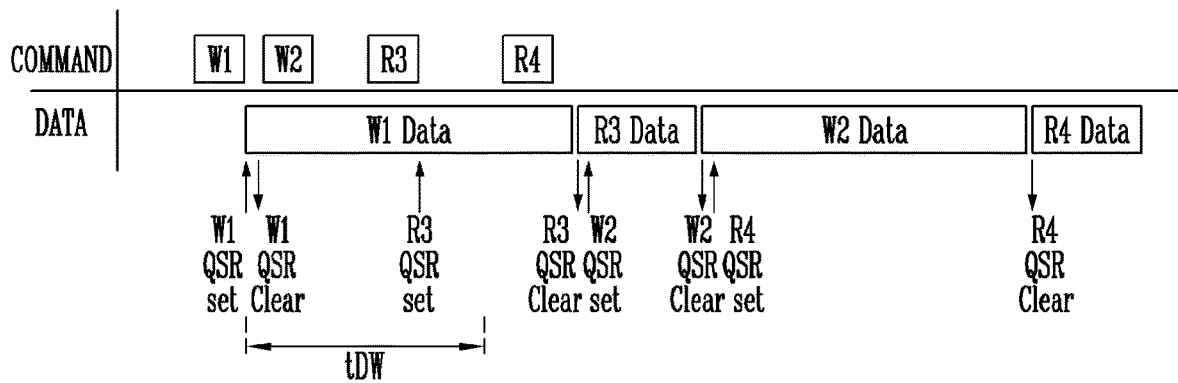 COMMAND W1 W2 R3 R4
DATA W1 Data R3 Data W2 Data R4 Data
W1 W1 R3 R3 W2 W2 R4 R4
QSR QSR QSR QSR QSR QSR QSR QSR
set Clear set Clear set Clear set Clear
tDW